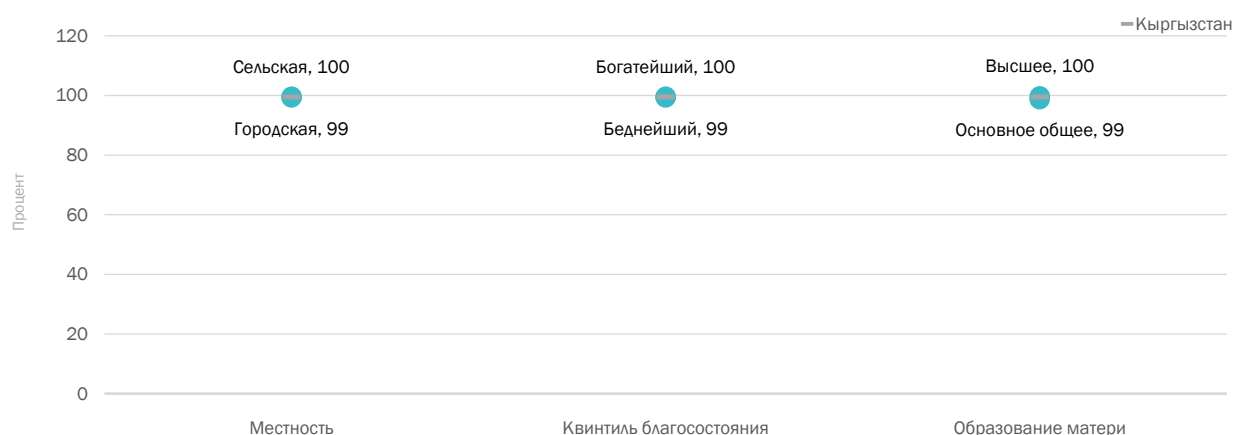 Кыргызстан
120
100
80
60
40
20
0
Процент
Сельская, 100
Городская, 99
Богатейший, 100
Беднейший, 99
Высшее, 100
Основное общее, 99
Местность
Квинтиль благосостояния
Образование матери